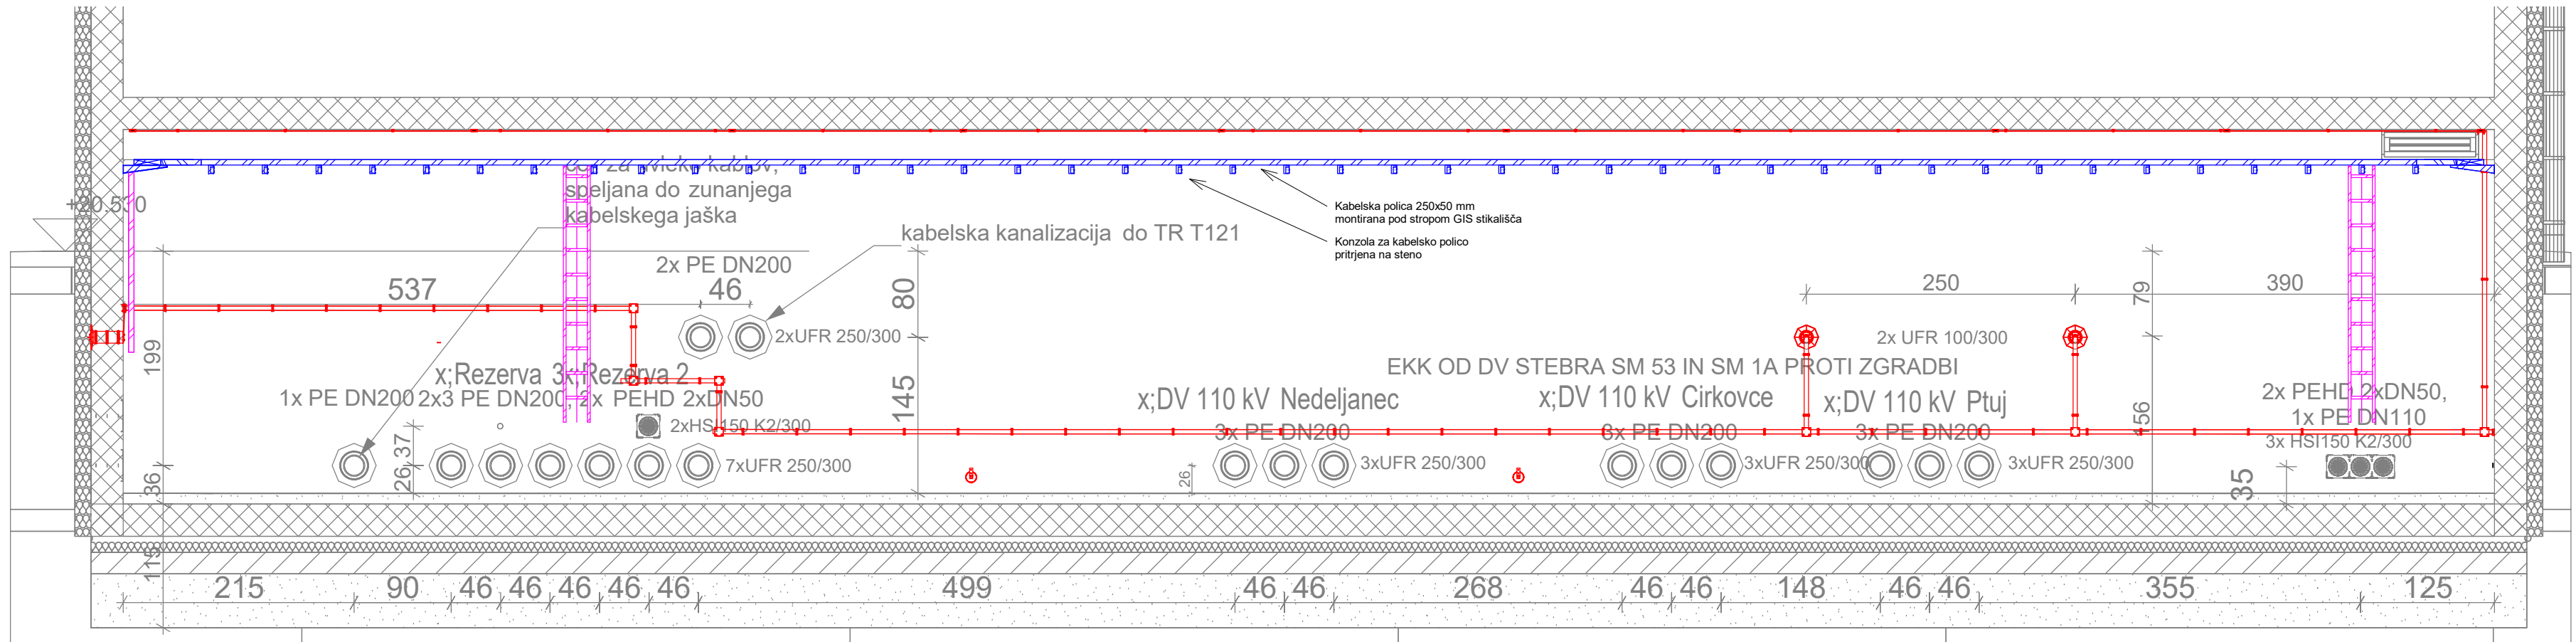 speljana do zunanjega
kabelskega jaška
kabelska kanalizacija do TR T121
2x PE DN200
Kabelska polica 250x50 mm
montirana pod stropom GIS stikališča
Konzola za kabelsko polico
pritrjena na steno
537
46
80
250
390
79
199
2xUFR 250/300
2x UFR 100/300
EKK OD DV STEBRA SM 53 IN SM 1A PROTI ZGRADBI
x;Rezerva 3x;Rezerva 2
1x PE DN200
2x3 PE DN200, 2x PEHD 2xDN50
145
x;DV 110 kV Nedeljanec
3x PE DN200
x;DV 110 kV Cirkovce
3x PE DN200
x;DV 110 kV Ptuj
3x PE DN200
156
2x PEHD 2xDN50,
1x PE DN110
3x HSI150 K2/300
2xHSI150 K2/300
37
26
36
7xUFR 250/300
26
3xUFR 250/300
3xUFR 250/300
3xUFR 250/300
35
115
215
90
46
46
46
46
46
499
46
46
268
46
46
148
46
46
355
125